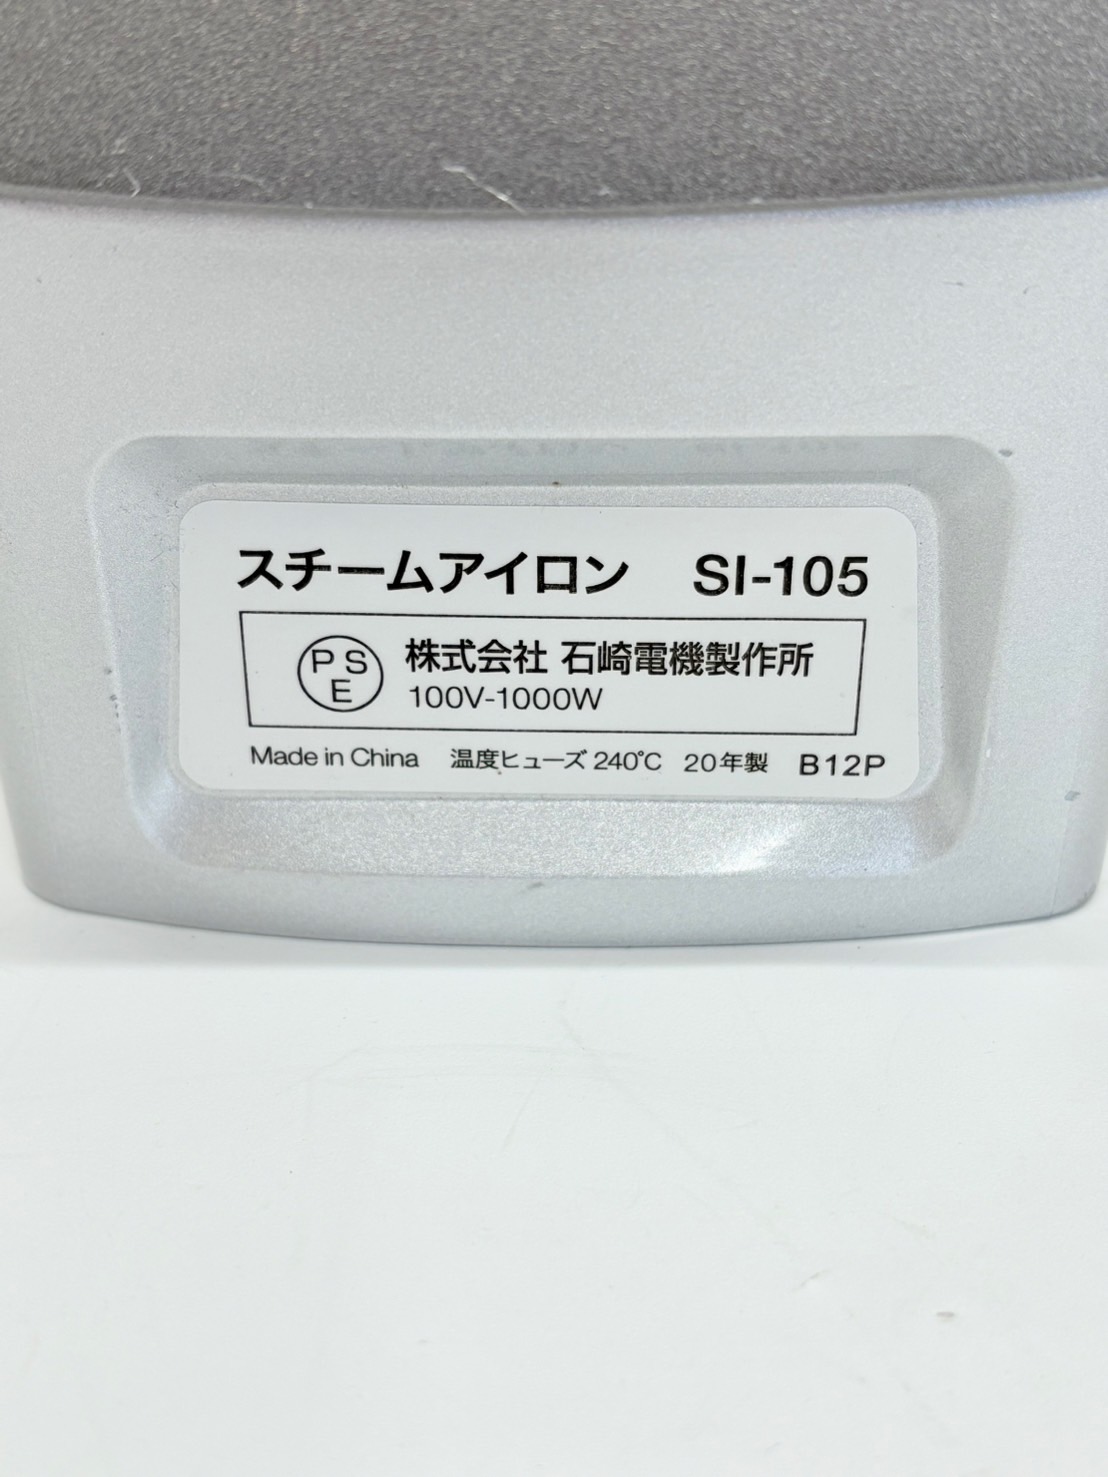 スチームアイロン SI-105
PS
E
株式会社 石崎電機製作所
100V-1000W
Made in China 温度ヒューズ 240℃ 20年製 B12P